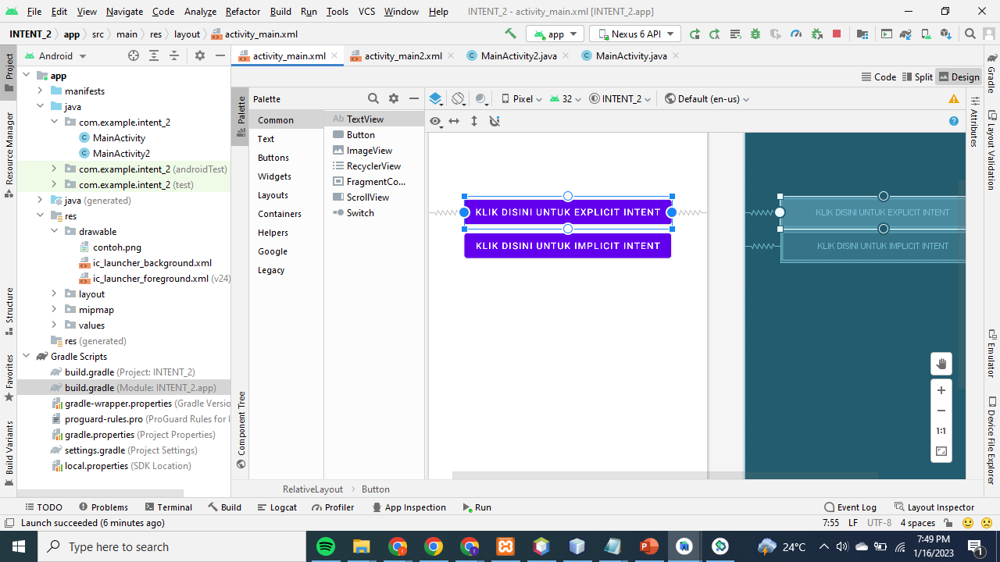 File Edit View Navigate Code Analyze Refactor Build Run Tools VCS Window Help INTENT_2 - activity_main.xml [INTENT_2.app]
INTENT_2 app src main res layout activity_main.xml app Nexus 6 API
Android activity_main.xml activity_main2.xml MainActivity2.java MainActivity.java
Code Split Design
Project
Resource Manager
Structure
Favorites
Build Variants
app
manifests
java
com.example.intent_2
MainActivity
MainActivity2
com.example.intent_2 (androidTest)
com.example.intent_2 (test)
java (generated)
res
drawable
contoh.png
ic_launcher_background.xml
ic_launcher_foreground.xml (v24)
layout
mipmap
values
res (generated)
Gradle Scripts
build.gradle (Project: INTENT_2)
build.gradle (Module: INTENT_2.app)
gradle-wrapper.properties (Gradle Versio
proguard-rules.pro (ProGuard Rules for
gradle.properties (Project Properties)
settings.gradle (Project Settings)
local.properties (SDK Location)
Palette
Component Tree
Palette
Common
Text
Buttons
Widgets
Layouts
Containers
Helpers
Google
Legacy
Ab TextView
Button
ImageView
RecyclerView
FragmentCo...
ScrollView
Switch
Pixel 32 INTENT_2 Default (en-us)
KLIK DISINI UNTUK EXPLICIT INTENT
KLIK DISINI UNTUK IMPLICIT INTENT
KLIK DISINI UNTUK EXPLICIT INTENT
KLIK DISINI UNTUK IMPLICIT INTENT
1:1
Attributes
Gradle
Layout Validation
Emulator
Device File Explorer
RelativeLayout Button
TODO Problems Terminal Build Logcat Profiler App Inspection Run Event Log Layout Inspector
Launch succeeded (6 minutes ago) 7:55 LF UTF-8 4 spaces
Type here to search 24°C 7:49 PM
1/16/2023
1